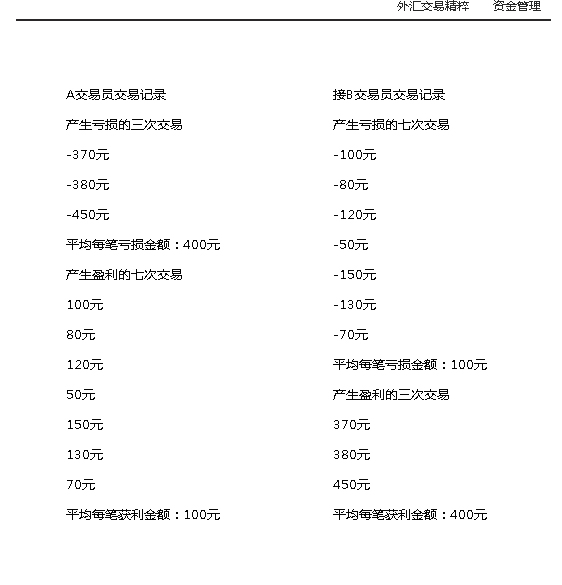 外汇交易精粹 资金管理
A交易员交易记录
产生亏损的三次交易
-370元
-380元
-450元
平均每笔亏损金额：400元
产生盈利的七次交易
100元
80元
120元
50元
150元
130元
70元
平均每笔获利金额：100元
接B交易员交易记录
产生亏损的七次交易
-100元
-80元
-120元
-50元
-150元
-130元
-70元
平均每笔亏损金额：100元
产生盈利的三次交易
370元
380元
450元
平均每笔获利金额：400元